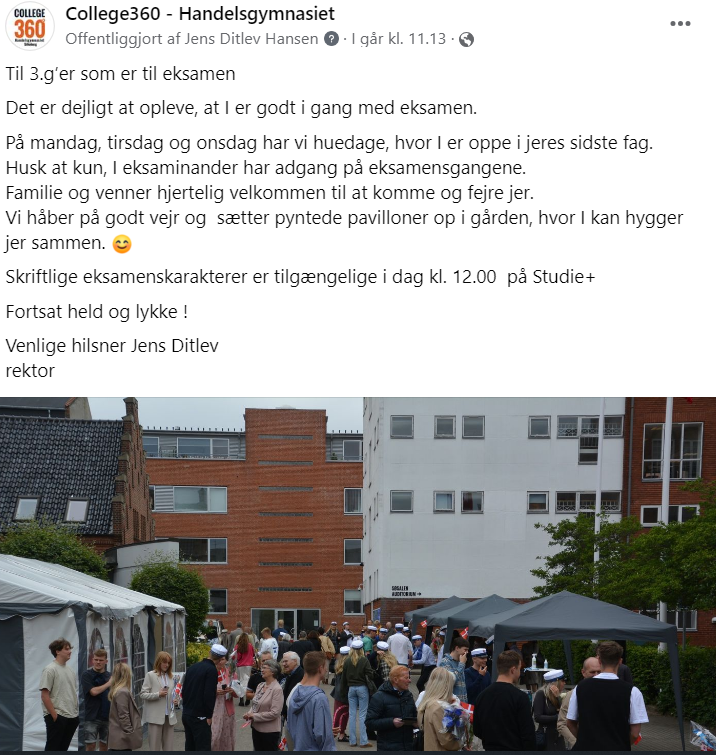 COLLEGE
360
Handelsgymnasiet
College360 - Handelsgymnasiet
Offentliggjort af Jens Ditlev Hansen ? · I går kl. 11.13 ·
Til 3.g'er som er til eksamen
Det er dejligt at opleve, at I er godt i gang med eksamen.
På mandag, tirsdag og onsdag har vi huedage, hvor I er oppe i jeres sidste fag.
Husk at kun, I eksaminander har adgang på eksamensgangene.
Familie og venner hjertelig velkommen til at komme og fejre jer.
Vi håber på godt vejr og  sætter pyntede pavilloner op i gården, hvor I kan hygger
jer sammen. 😊
Skriftlige eksamenskarakterer er tilgængelige i dag kl. 12.00  på Studie+
Fortsat held og lykke !
Venlige hilsner Jens Ditlev
rektor
AUDITORIUM →